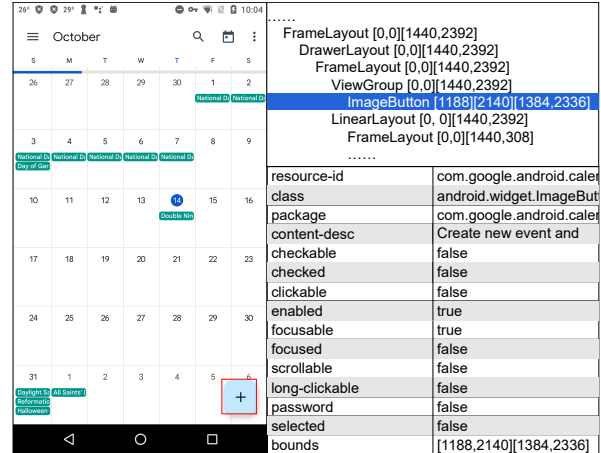 26° 29° 10:04
October
S M T W T F S
26 27 28 29 30 1 2
National Da National Da
3 4 5 6 7 8 9
National Da National Da National Da National Da National Da
Day of Ger
10 11 12 13 14 15 16
Double Nin
17 18 19 20 21 22 23
24 25 26 27 28 29 30
31 1 2 3 4 5 6
Daylight Sa All Saints' I
Reformatio
Halloween
+
......
FrameLayout [0,0][1440,2392]
DrawerLayout [0,0][1440,2392]
FrameLayout [0,0][1440,2392]
ViewGroup [0,0][1440,2392]
ImageButton [1188][2140][1384,2336]
LinearLayout [0, 0][1440,2392]
FrameLayout [0,0][1440,308]
......
resource-id com.google.android.caler
class android.widget.ImageBut
package com.google.android.caler
content-desc Create new event and
checkable false
checked false
clickable false
enabled true
focusable true
focused false
scrollable false
long-clickable false
password false
selected false
bounds [1188,2140][1384,2336]